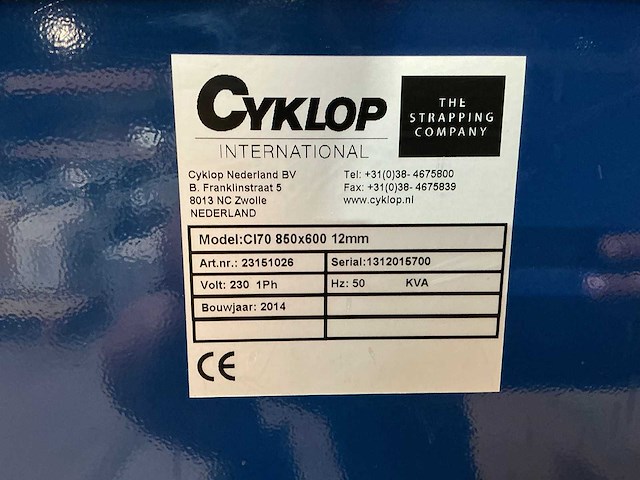 CYKLOP
INTERNATIONAL
THE
STRAPPING
COMPANY
Cyklop Nederland BV
B. Franklinstraat 5
8013 NC Zwolle
NEDERLAND
Tel: +31(0)38- 4675800
Fax: +31(0)38- 4675839
www.cyklop.nl
Model:CI70 850x600 12mm
Art.nr.: 23151026 Serial:1312015700
Volt: 230 1Ph Hz: 50 KVA
Bouwjaar: 2014
CE